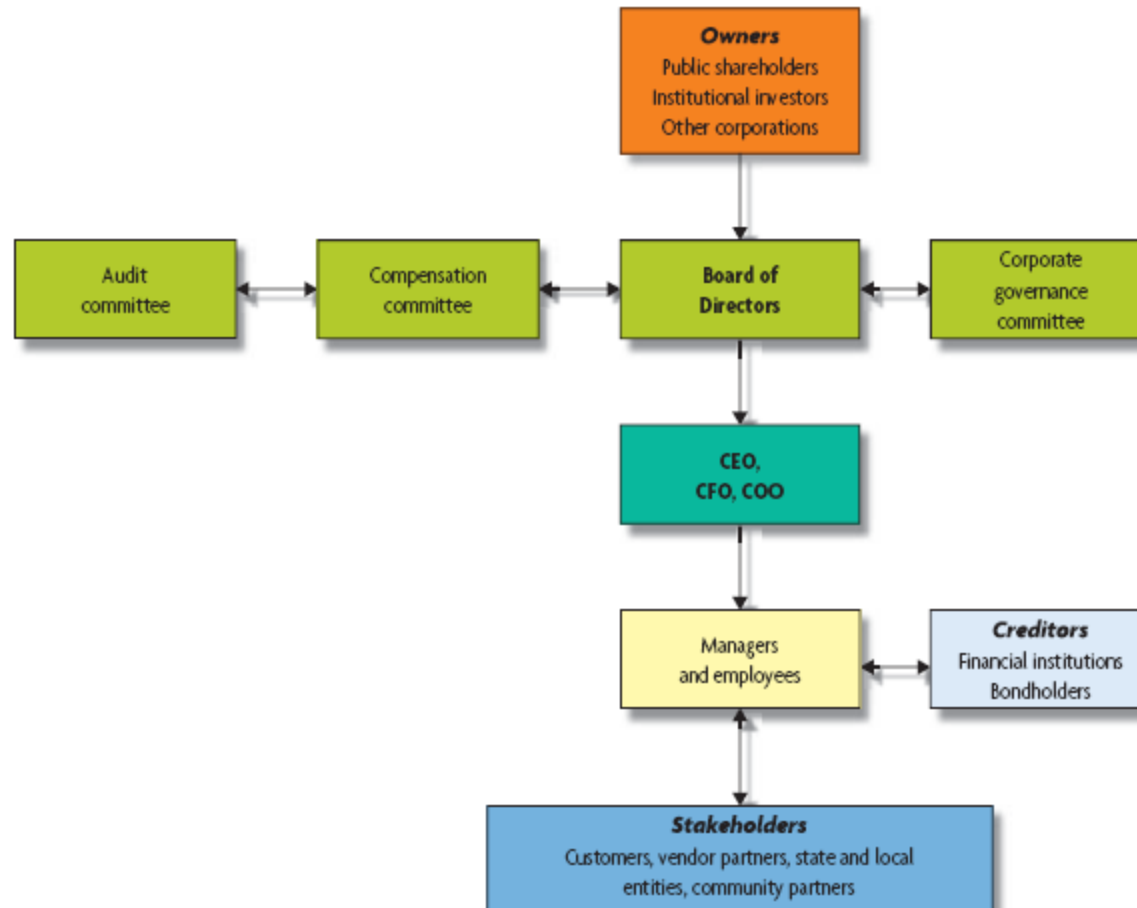 Owners
Public shareholders
Institutional investors
Other corporations
Audit
committee
Compensation
committee
Board of
Directors
Corporate
governance
committee
CEO,
CFO, COO
Managers
and employees
Creditors
Financial institutions
Bondholders
Stakeholders
Customers, vendor partners, state and local
entities, community partners